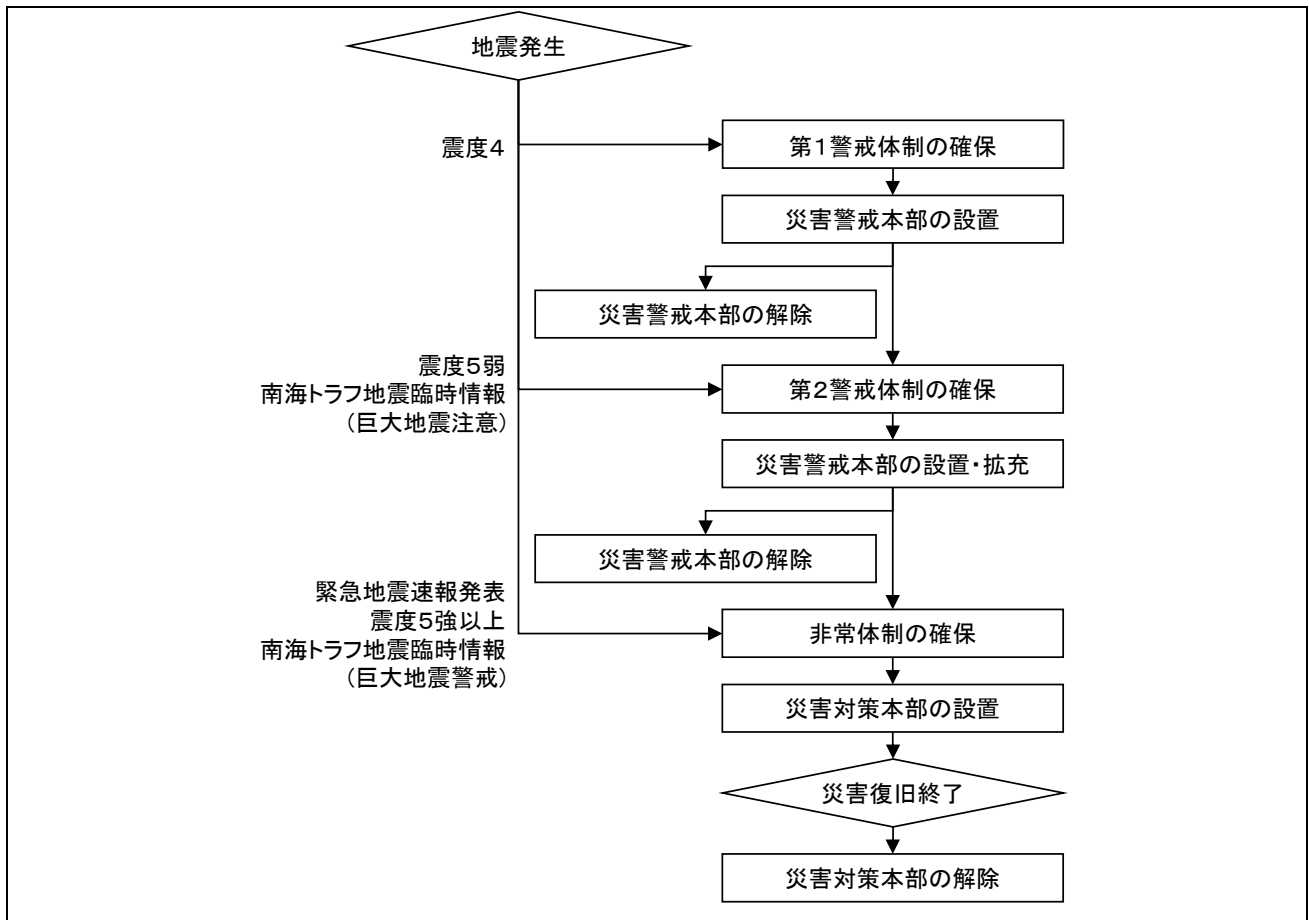 地震発生
震度4
第1警戒体制の確保
災害警戒本部の設置
災害警戒本部の解除
震度5弱
南海トラフ地震臨時情報
(巨大地震注意)
第2警戒体制の確保
災害警戒本部の設置・拡充
災害警戒本部の解除
緊急地震速報発表
震度5強以上
南海トラフ地震臨時情報
(巨大地震警戒)
非常体制の確保
災害対策本部の設置
災害復旧終了
災害対策本部の解除